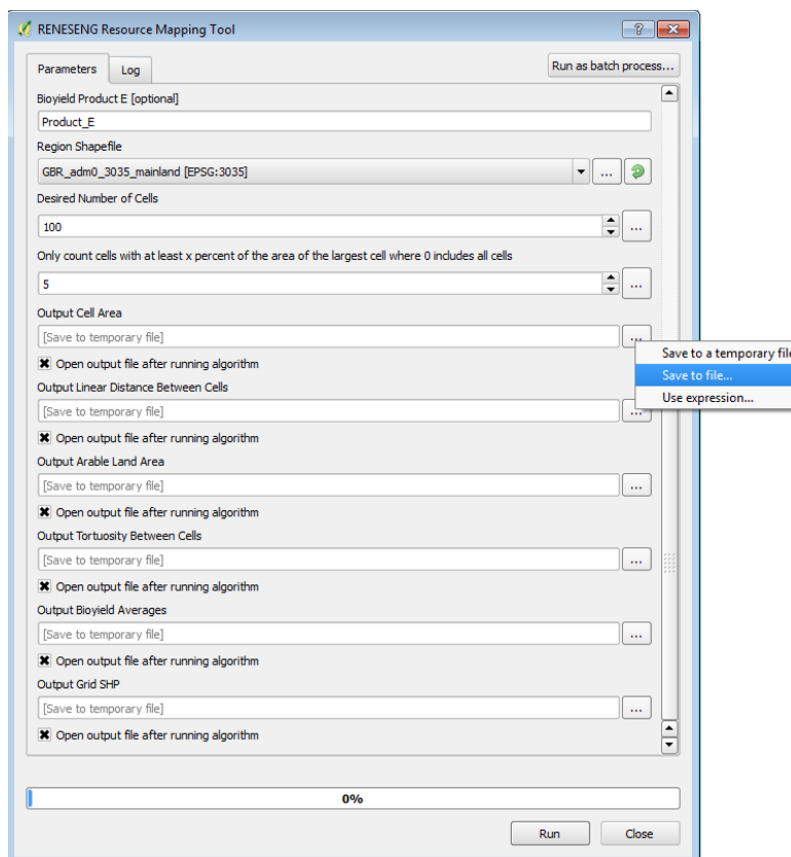 RENESENG Resource Mapping Tool
Parameters Log Run as batch process...
Bioyield Product E [optional]
Product_E
Region Shapefile
GBR_adm0_3035_mainland [EPSG:3035] ...
Desired Number of Cells
100 ...
Only count cells with at least x percent of the area of the largest cell where 0 includes all cells
5 ...
Output Cell Area
[Save to temporary file] ...
Save to a temporary file
Open output file after running algorithm
Save to file...
Output Linear Distance Between Cells
Use expression...
[Save to temporary file] ...
Open output file after running algorithm
Output Arable Land Area
[Save to temporary file] ...
Open output file after running algorithm
Output Tortuosity Between Cells
[Save to temporary file] ...
Open output file after running algorithm
Output Bioyield Averages
[Save to temporary file] ...
Open output file after running algorithm
Output Grid SHP
[Save to temporary file] ...
Open output file after running algorithm
0%
Run Close